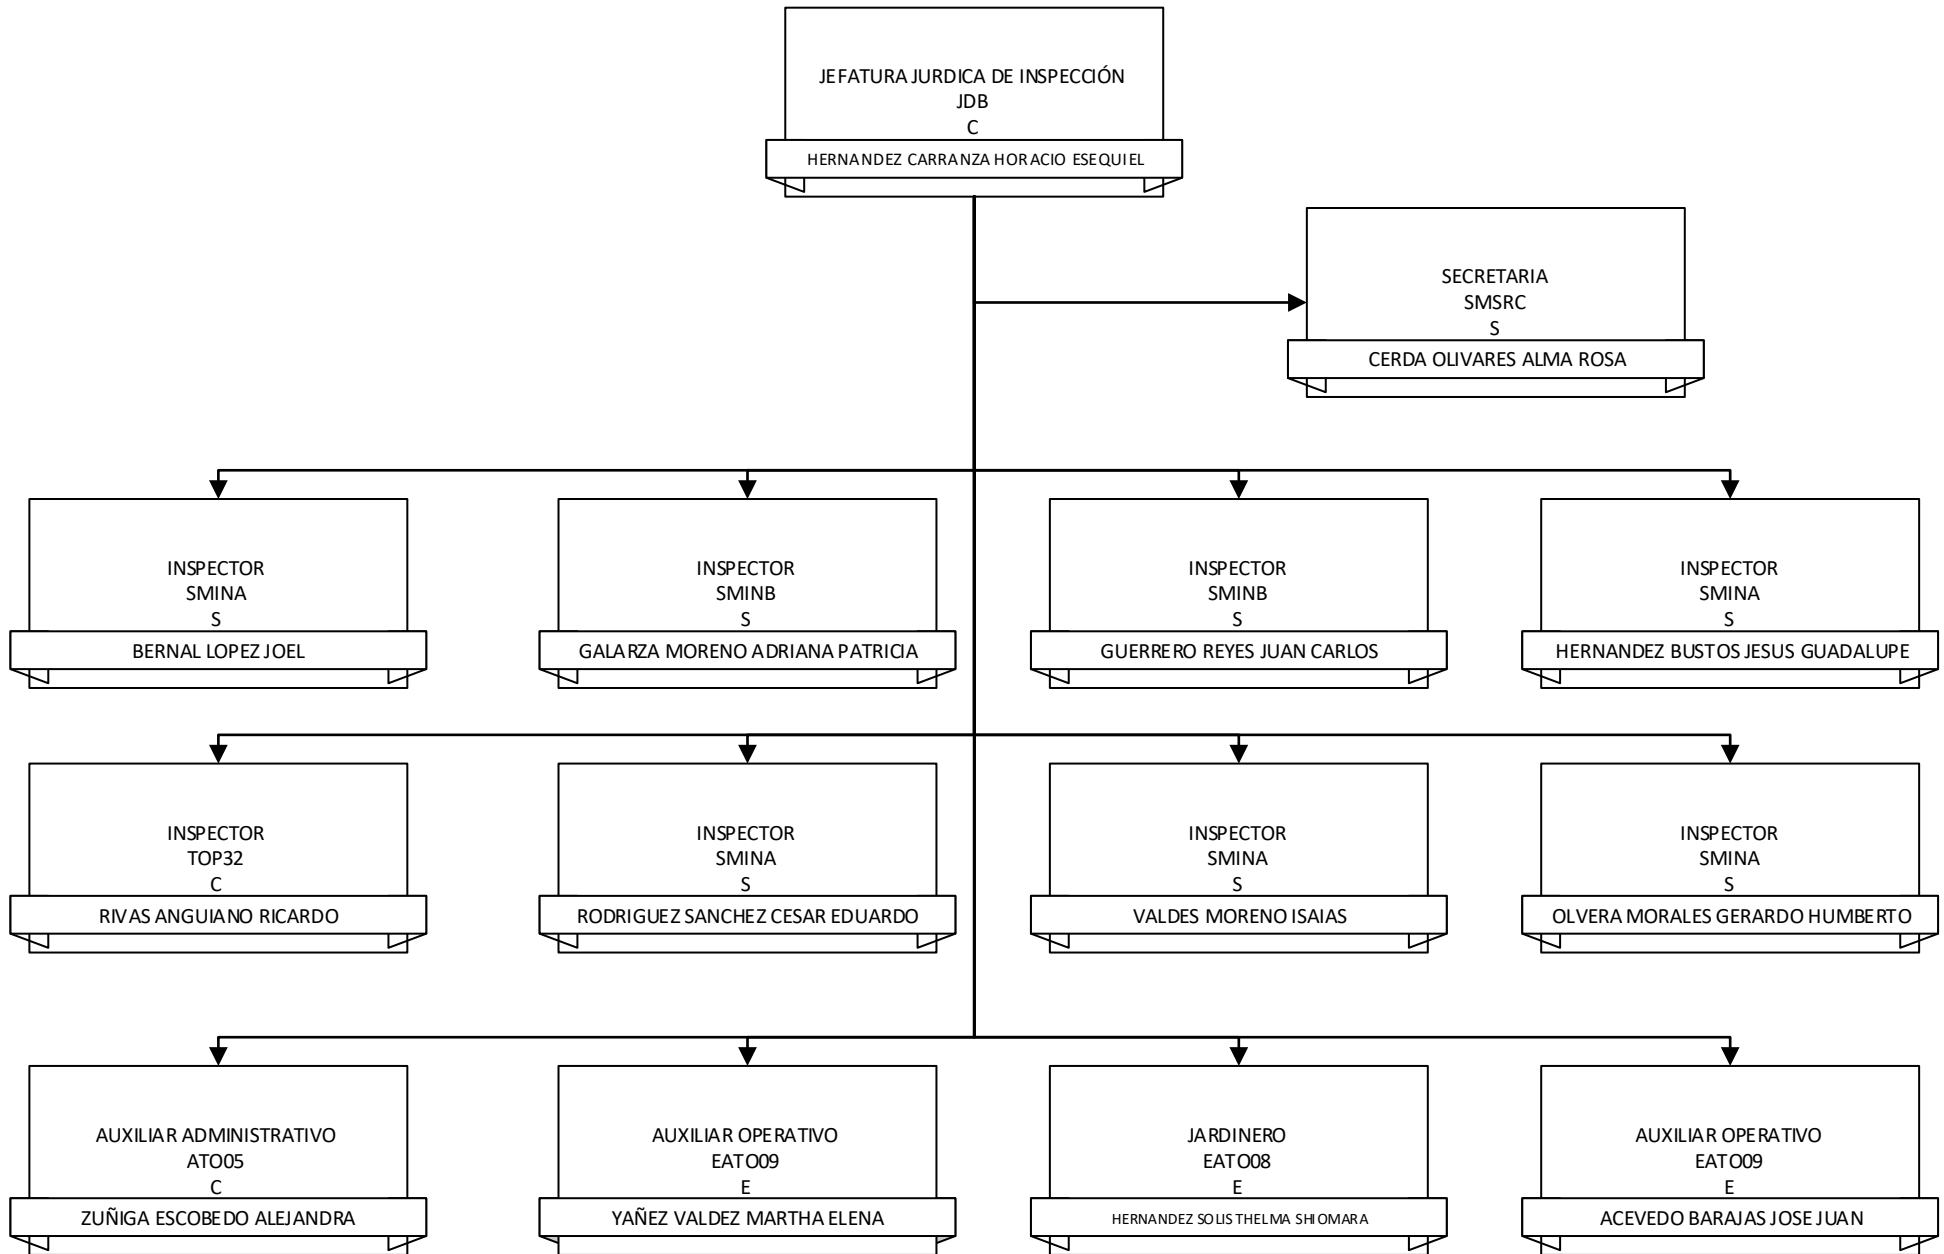 JEFATURA JURDICA DE INSPECCIÓN
JDB
C
HERNANDEZ CARRANZA HORACIO ESEQUIEL
SECRETARIA
SMSRC
S
CERDA OLIVARES ALMA ROSA
INSPECTOR
SMINA
S
BERNAL LOPEZ JOEL
INSPECTOR
SMINB
S
GALARZA MORENO ADRIANA PATRICIA
INSPECTOR
SMINB
S
GUERRERO REYES JUAN CARLOS
INSPECTOR
SMINA
S
HERNANDEZ BUSTOS JESUS GUADALUPE
INSPECTOR
TOP32
C
RIVAS ANGUIANO RICARDO
INSPECTOR
SMINA
S
RODRIGUEZ SANCHEZ CESAR EDUARDO
INSPECTOR
SMINA
S
VALDES MORENO ISAIAS
INSPECTOR
SMINA
S
OLVERA MORALES GERARDO HUMBERTO
AUXILIAR ADMINISTRATIVO
ATO05
C
ZUÑIGA ESCOBEDO ALEJANDRA
AUXILIAR OPERATIVO
EATO09
E
YAÑEZ VALDEZ MARTHA ELENA
JARDINERO
EATO08
E
HERNANDEZ SOLIS THELMA SHIOMARA
AUXILIAR OPERATIVO
EATO09
E
ACEVEDO BARAJAS JOSE JUAN